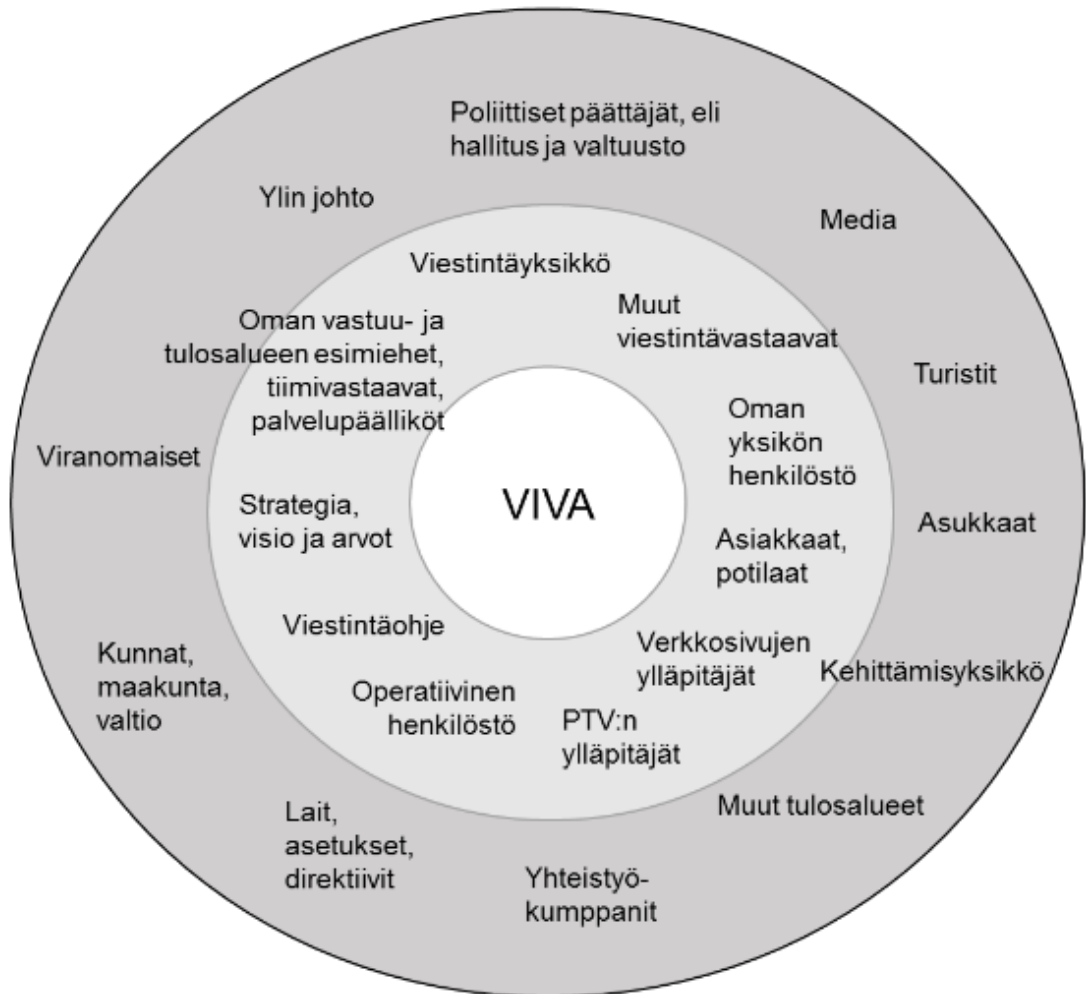 Poliittiset päättäjät, eli
hallitus ja valtuusto
Ylin johto
Media
Viestintäyksikkö
Muut
viestintävastaavat
Oman vastuu- ja
tulosalueen esimiehet,
tiimivastaavat,
palvelupäälliköt
Turistit
Oman
yksikön
henkilöstö
Viranomaiset
VIVA
Strategia,
visio ja arvot
Asukkaat
Asiakkaat,
potilaat
Viestintäohje
Verkkosivujen
ylläpitäjät
Kehittämisyksikkö
Kunnat,
maakunta,
valtio
Operatiivinen
henkilöstö
PTV:n
ylläpitäjät
Muut tulosalueet
Lait,
asetukset,
direktiivit
Yhteistyö-
kumppanit